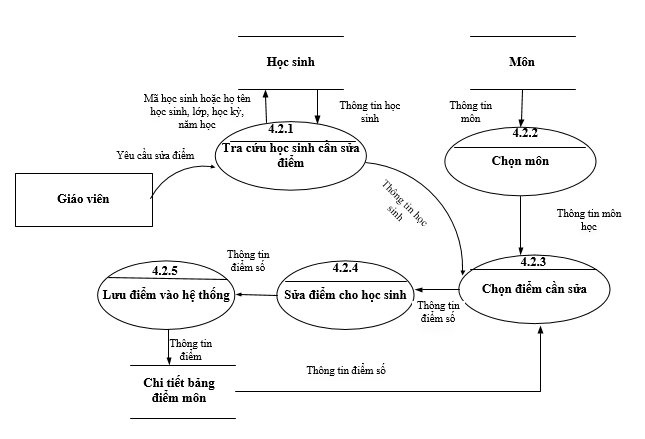 Học sinh
Môn
Mã học sinh hoặc họ tên
học sinh, lớp, học kỳ,
năm học
Thông tin học
sinh
Thông tin
môn
4.2.1
Tra cứu học sinh cần sửa
điểm
4.2.2
Chọn môn
Yêu cầu sửa điểm
Giáo viên
Thông tin học
sinh
Thông tin môn
học
4.2.3
Chọn điểm cần sửa
Thông tin
điểm số
4.2.4
Sửa điểm cho học sinh
Thông tin
điểm số
4.2.5
Lưu điểm vào hệ thống
Thông tin
điểm
Chi tiết bảng
điểm môn
Thông tin điểm số